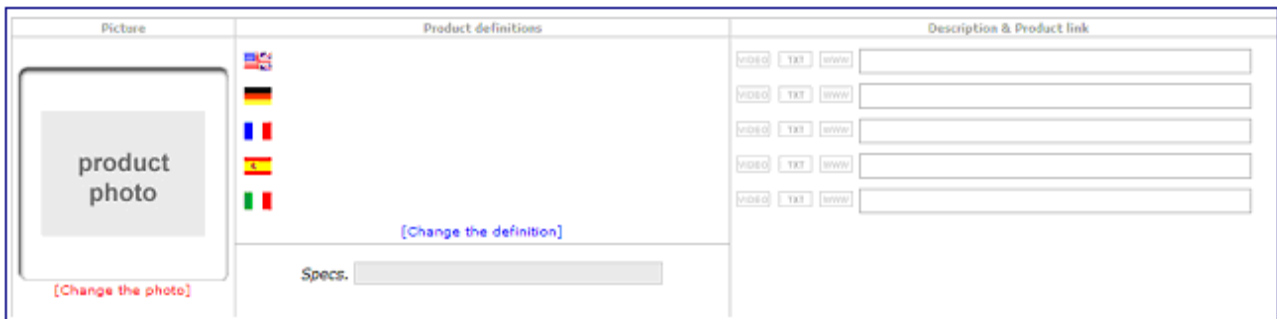 Picture
Product definitions
Description & Product link
VIDEO TXT WWW
VIDEO TXT WWW
VIDEO TXT WWW
VIDEO TXT WWW
VIDEO TXT WWW
product
photo
[Change the definition]
Specs.
[Change the photo]